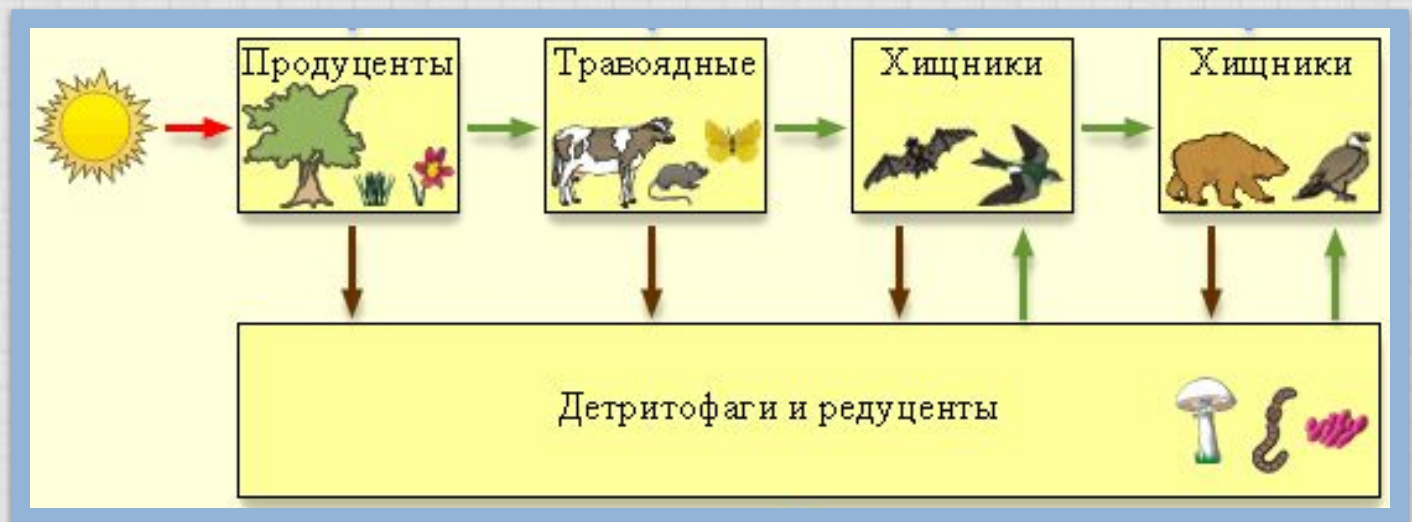 Продуценты
Травоядные
Хищники
Хищники
Детритофаги и редуценты